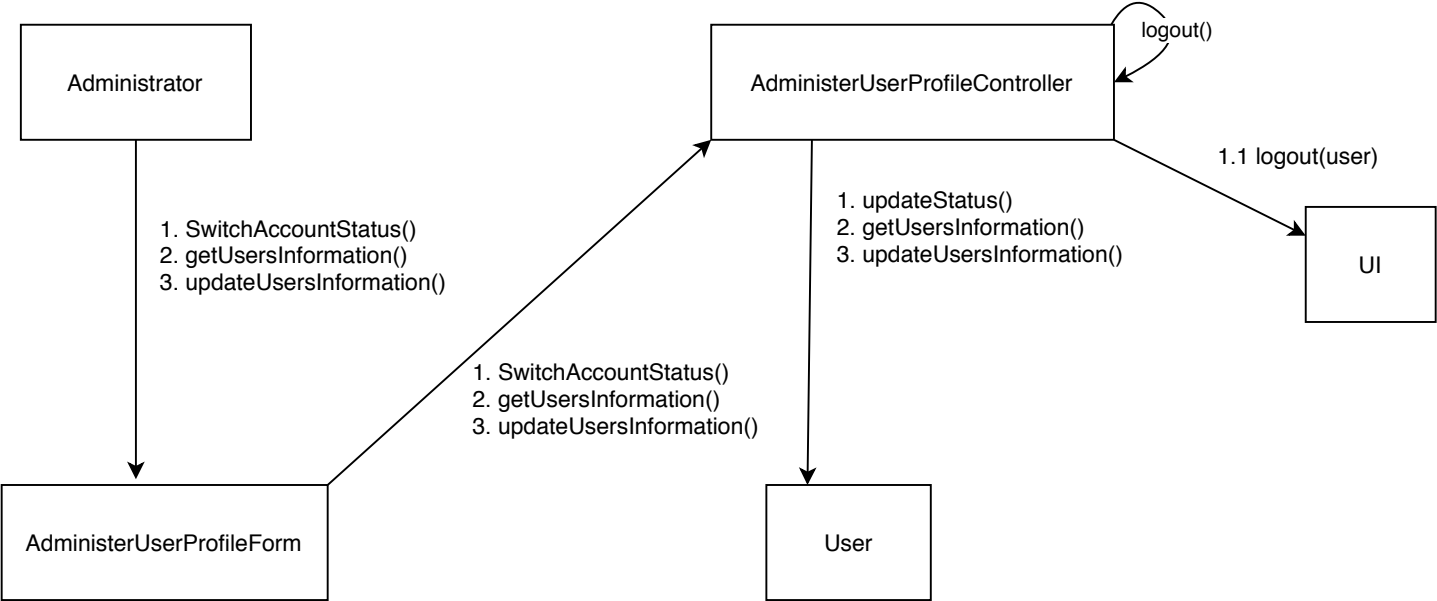 logout()
Administrator
AdministerUserProfileController
1.1 logout(user)
1. updateStatus()
2. getUsersInformation()
3. updateUsersInformation()
1. SwitchAccountStatus()
2. getUsersInformation()
3. updateUsersInformation()
UI
1. SwitchAccountStatus()
2. getUsersInformation()
3. updateUsersInformation()
AdministerUserProfileForm
User